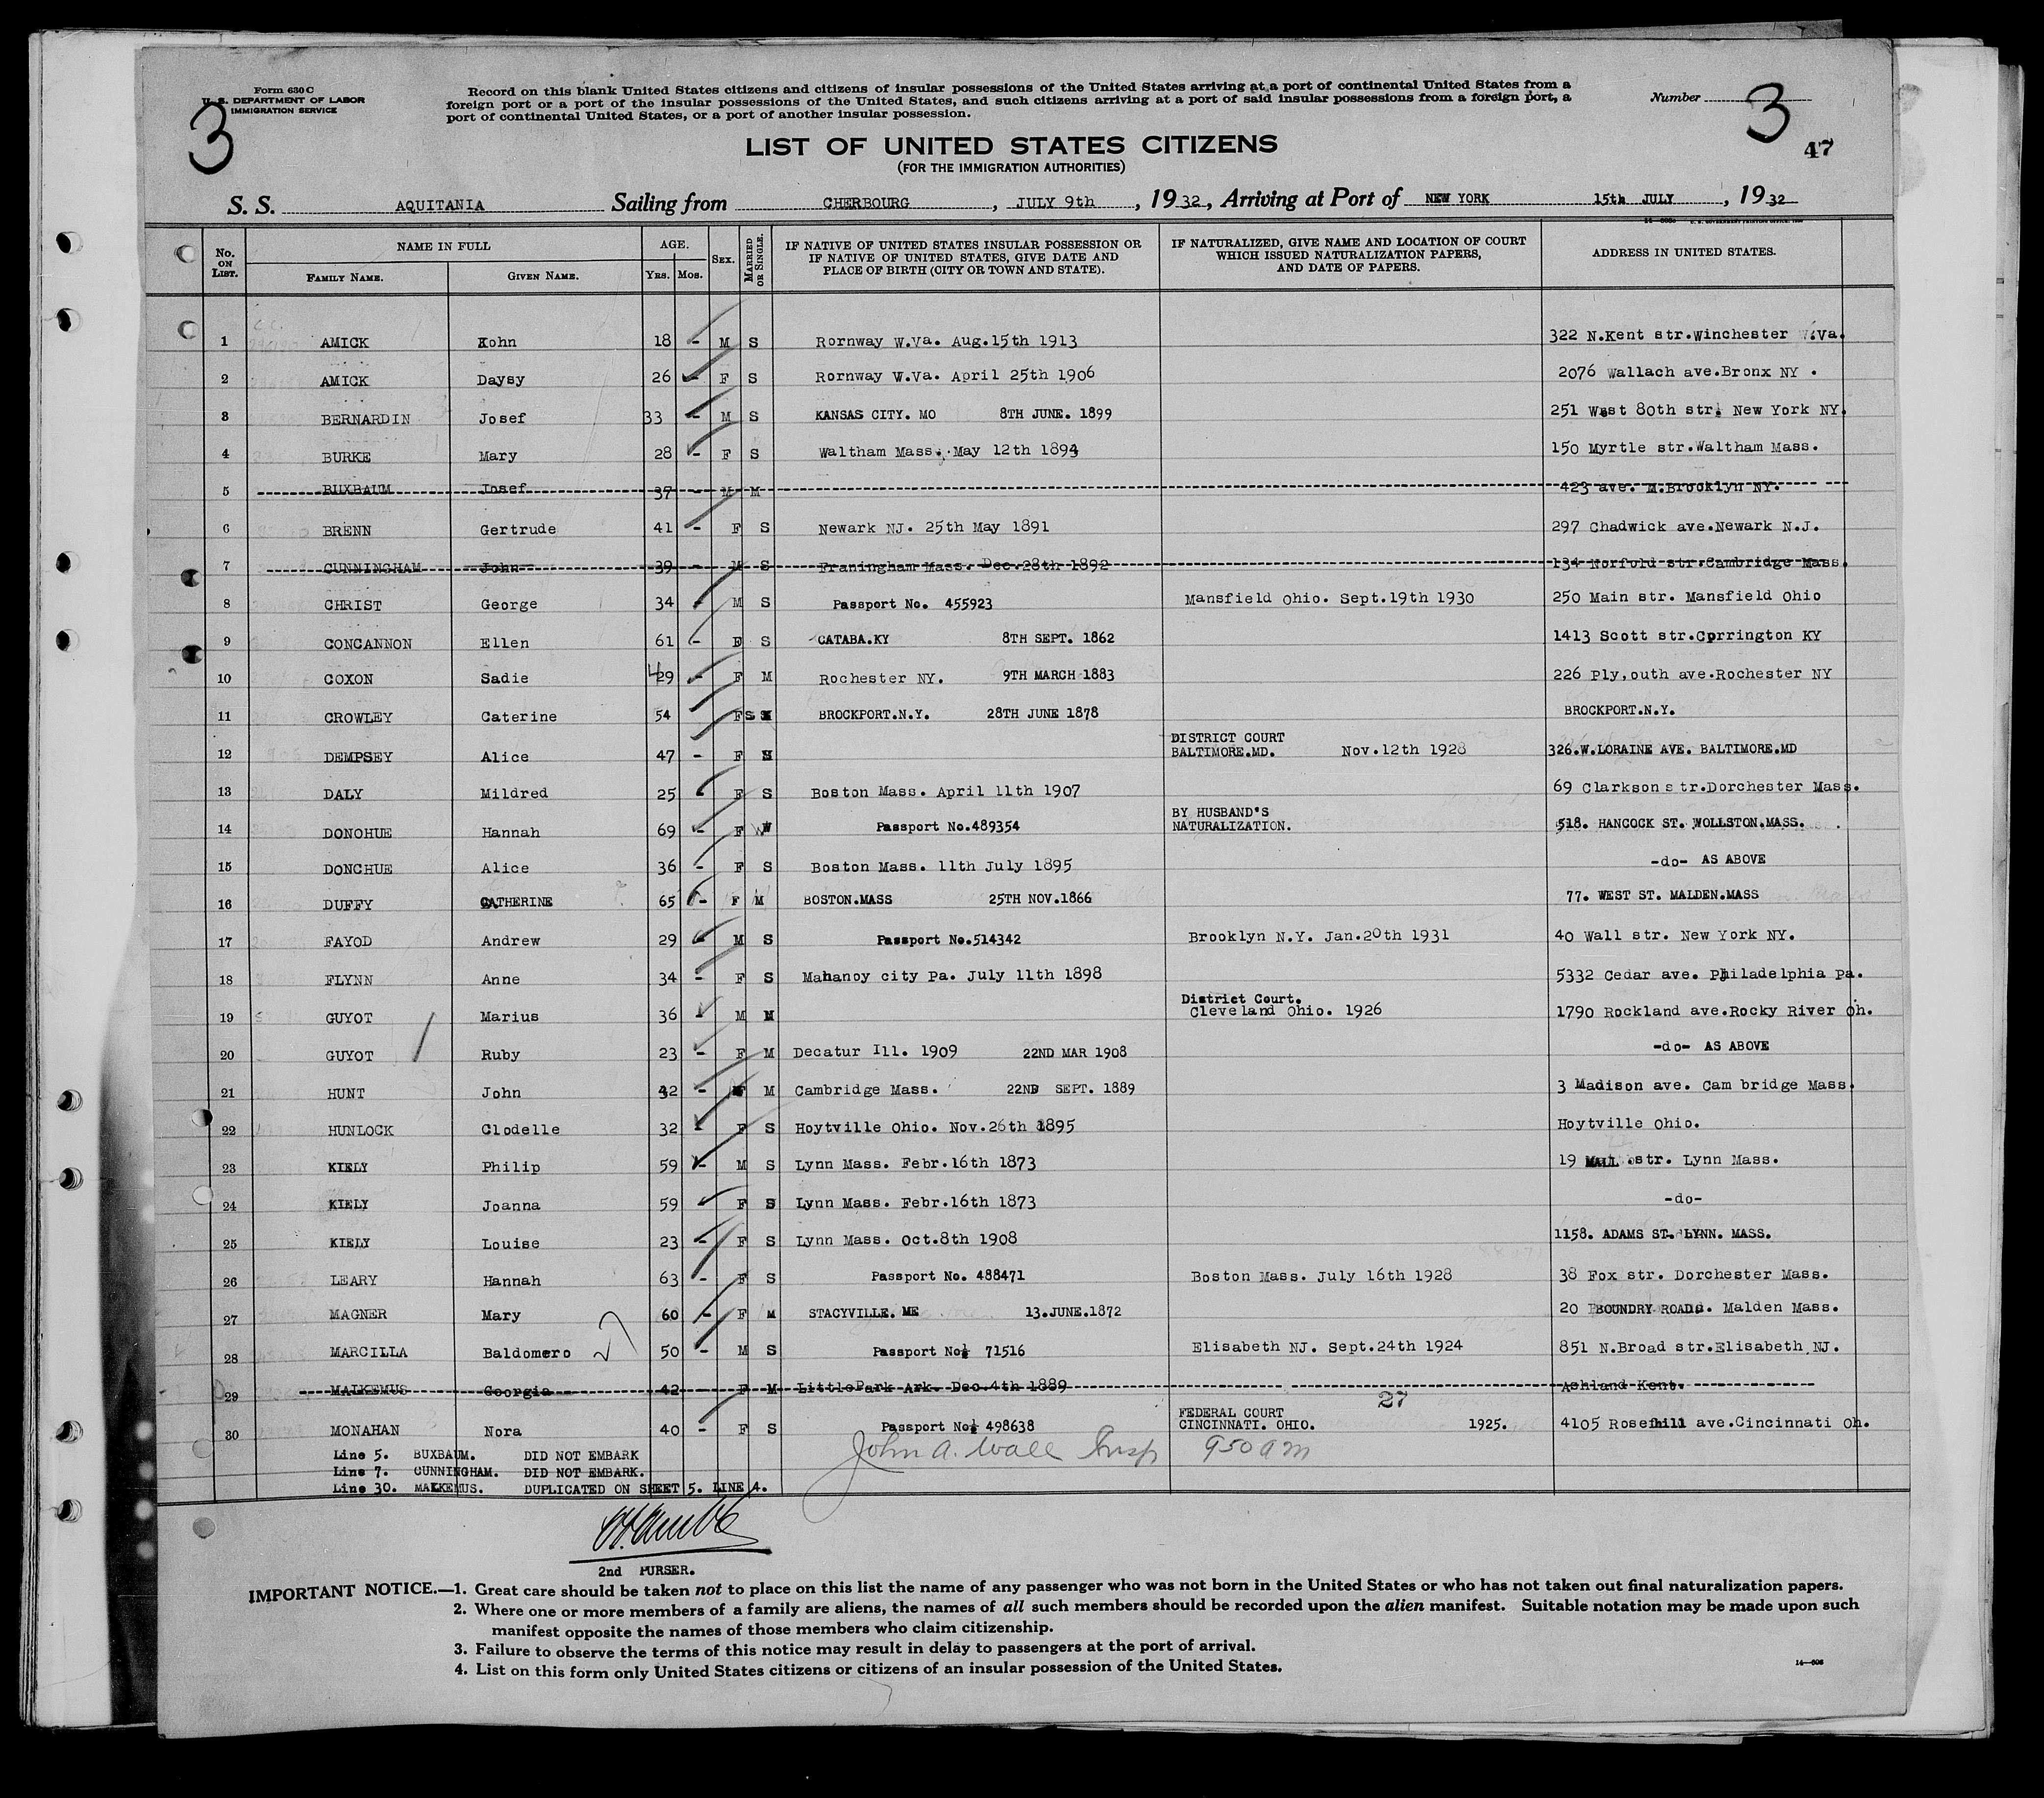 Form 630 C
U. S. DEPARTMENT OF LABOR
IMMIGRATION SERVICE
3
Record on this blank United States citizens and citizens of insular possessions of the United States arriving at a port of continental United States from a
foreign port or a port of the insular possessions of the United States, and such citizens arriving at a port of said insular possessions from a foreign port, a
port of continental United States, or a port of another insular possession.
Number 3
47
LIST OF UNITED STATES CITIZENS
(FOR THE IMMIGRATION AUTHORITIES)
S. S. AQUITANIA Sailing from CHERBOURG, JULY 9th, 1932, Arriving at Port of NEW YORK 15th JULY, 1932
No. ON LIST. NAME IN FULL FAMILY NAME. GIVEN NAME. AGE. YRS. MOS. SEX. MARRIED OR SINGLE. IF NATIVE OF UNITED STATES INSULAR POSSESSION OR IF NATIVE OF UNITED STATES, GIVE DATE AND PLACE OF BIRTH (CITY OR TOWN AND STATE). IF NATURALIZED, GIVE NAME AND LOCATION OF COURT WHICH ISSUED NATURALIZATION PAPERS, AND DATE OF PAPERS. ADDRESS IN UNITED STATES.
1 AMICK John 18 - M S Rornway W.Va. Aug.15th 1913 322 N.Kent str.Winchester W.Va.
2 AMICK Daysy 26 - F S Rornway W.Va. April 25th 1906 2076 Wallach ave.Bronx NY .
3 BERNARDIN Josef 33 - M S KANSAS CITY. MO 8TH JUNE. 1899 251 West 80th str. New York NY.
4 BURKE Mary 28 - F S Waltham Mass. May 12th 1894 150 Myrtle str.Waltham Mass.
5 BUXBAUM Josef 37 - M M 423 ave. M.Brooklyn NY.
6 BRENN Gertrude 41 - F S Newark NJ. 25th May 1891 297 Chadwick ave.Newark N.J.
7 CUNNINGHAM John 39 - M S Framingham Mass. Dec.28th 1892 134 Norfold str.Cambridge Mass.
8 CHRIST George 34 - M S Passport No. 455923 Mansfield Ohio. Sept.19th 1930 250 Main str. Mansfield Ohio
9 CONCANNON Ellen 61 - F S CATABA.KY 8TH SEPT. 1862 1413 Scott str.Corrington KY
10 COXON Sadie 49 - F M Rochester NY. 9TH MARCH 1883 226 Ply,outh ave.Rochester NY
11 CROWLEY Caterine 54 F S BROCKPORT.N.Y. 28TH JUNE 1878 BROCKPORT.N.Y.
12 DEMPSEY Alice 47 - F S DISTRICT COURT BALTIMORE.MD. Nov.12th 1928 326.W.LORAINE AVE. BALTIMORE.MD
13 DALY Mildred 25 - F S Boston Mass. April 11th 1907 69 Clarkson str.Dorchester Mass.
14 DONOHUE Hannah 69 - F W Passport No.489354 BY HUSBAND'S NATURALIZATION. 518. HANCOCK ST. WOLLSTON.MASS.
15 DONOHUE Alice 36 - F S Boston Mass. 11th July 1895 -do- AS ABOVE
16 DUFFY CATHERINE 65 - F M BOSTON.MASS 25TH NOV.1866 77. WEST ST. MALDEN.MASS
17 FAYOD Andrew 29 - M S Passport No.514342 Brooklyn N.Y. Jan.20th 1931 40 Wall str. New York NY.
18 FLYNN Anne 34 - F S Mahanoy city Pa. July 11th 1898 5332 Cedar ave. Philadelphia Pa.
19 GUYOT Marius 36 - M M District Court. Cleveland Ohio. 1926 1790 Rockland ave.Rocky River Oh.
20 GUYOT Ruby 23 - F M Decatur Ill. 1909 22ND MAR 1908 -do- AS ABOVE
21 HUNT John 42 - M Cambridge Mass. 22ND SEPT. 1889 3 Madison ave. Cam bridge Mass.
22 HUNLOCK Clodelle 32 - F S Hoytville Ohio. Nov.26th 1895 Hoytville Ohio.
23 KIELY Philip 59 - M S Lynn Mass. Febr.16th 1873 19 MALL str. Lynn Mass.
24 KIELY Joanna 59 - F S Lynn Mass. Febr.16th 1873 -do-
25 KIELY Louise 23 - F S Lynn Mass. Oct.8th 1908 1158. ADAMS ST. LYNN. MASS.
26 LEARY Hannah 63 - F S Passport No. 488471 Boston Mass. July 16th 1928 38 Fox str. Dorchester Mass.
27 MAGNER Mary 60 - F M STACYVILLE. ME 13.JUNE.1872 20 BOUNDRY ROAD. Malden Mass.
28 MARCILLA Baldomero 27 50 - M S Passport No. 71516 Elisabeth NJ. Sept.24th 1924 851 N.Broad str.Elisabeth NJ.
29 MALKEMUS Georgia 42 F M LittlePark Ark. Dec.4th 1889 Ashland Kent.
27
30 MONAHAN Nora 40 - F S Passport No. 498638 FEDERAL COURT CINCINNATI. OHIO. 1925. 4105 Rosehill ave.Cincinnati Oh.
John A. Wall Insp 950 am
Line 5. BUXBAUM. DID NOT EMBARK
Line 7. CUNNINGHAM. DID NOT EMBARK.
Line 30. MALKEMUS. DUPLICATED ON SHEET 5. LINE 4.
2nd PURSER.
IMPORTANT NOTICE.—1. Great care should be taken not to place on this list the name of any passenger who was not born in the United States or who has not taken out final naturalization papers.
2. Where one or more members of a family are aliens, the names of all such members should be recorded upon the alien manifest. Suitable notation may be made upon such
manifest opposite the names of those members who claim citizenship.
3. Failure to observe the terms of this notice may result in delay to passengers at the port of arrival.
4. List on this form only United States citizens or citizens of an insular possession of the United States.